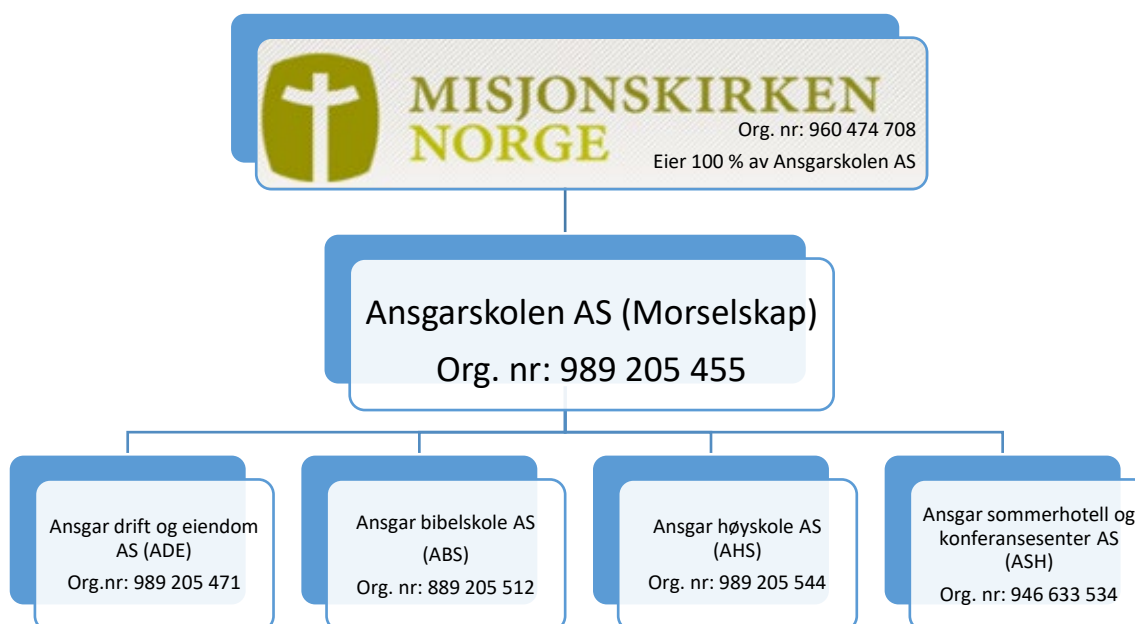 MISJONSKIRKEN
NORGE
Org. nr: 960 474 708
Eier 100 % av Ansgarskolen AS
Ansgarskolen AS (Morselskap)
Org. nr: 989 205 455
Ansgar drift og eiendom
AS (ADE)
Org.nr: 989 205 471
Ansgar bibelskole AS
(ABS)
Org. nr: 889 205 512
Ansgar høyskole AS
(AHS)
Org. nr: 989 205 544
Ansgar sommerhotell og
konferansesenter AS
(ASH)
Org. nr: 946 633 534